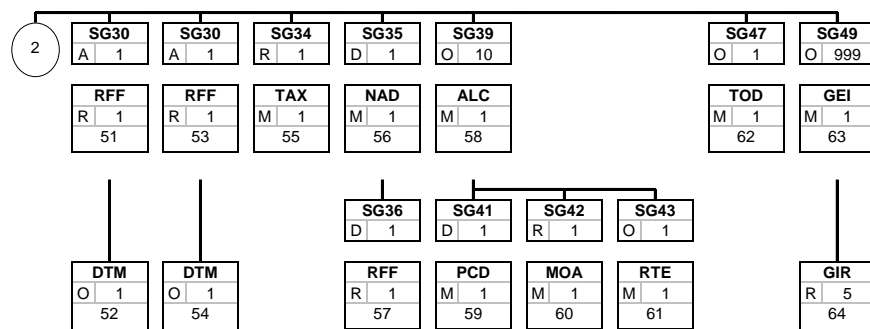 2
SG30 SG30 SG34 SG35 SG39 SG47 SG49
A 1 A 1 R 1 D 1 O 10 O 1 O 999
RFF RFF TAX NAD ALC TOD GEI
R 1 R 1 M 1 M 1 M 1 M 1 M 1
51 53 55 56 58 62 63
SG36 SG41 SG42 SG43
D 1 D 1 R 1 O 1
DTM DTM RFF PCD MOA RTE GIR
O 1 O 1 R 1 M 1 M 1 M 1 R 5
52 54 57 59 60 61 64